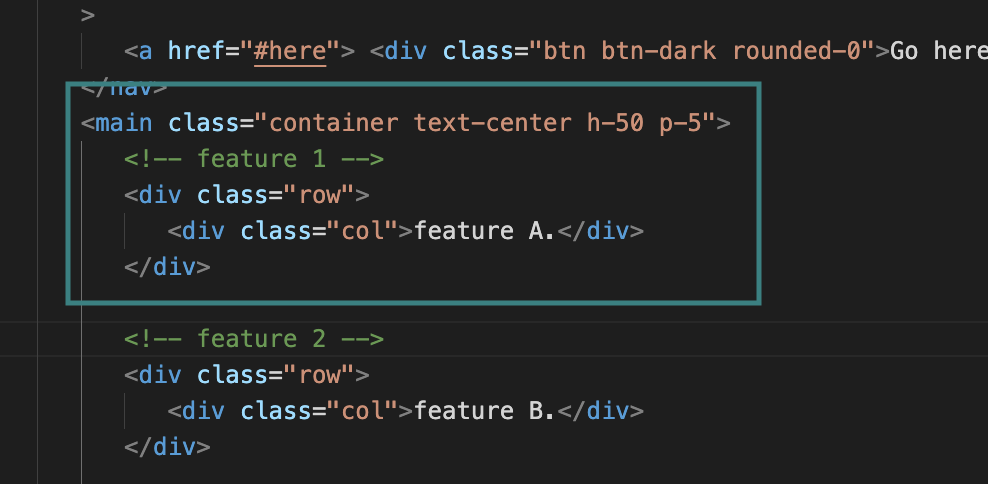 >
<a href="#here"> <div class="btn btn-dark rounded-0">Go here
</nav>
<main class="container text-center h-50 p-5">
<!-- feature 1 -->
<div class="row">
<div class="col">feature A.</div>
</div>
<!-- feature 2 -->
<div class="row">
<div class="col">feature B.</div>
</div>